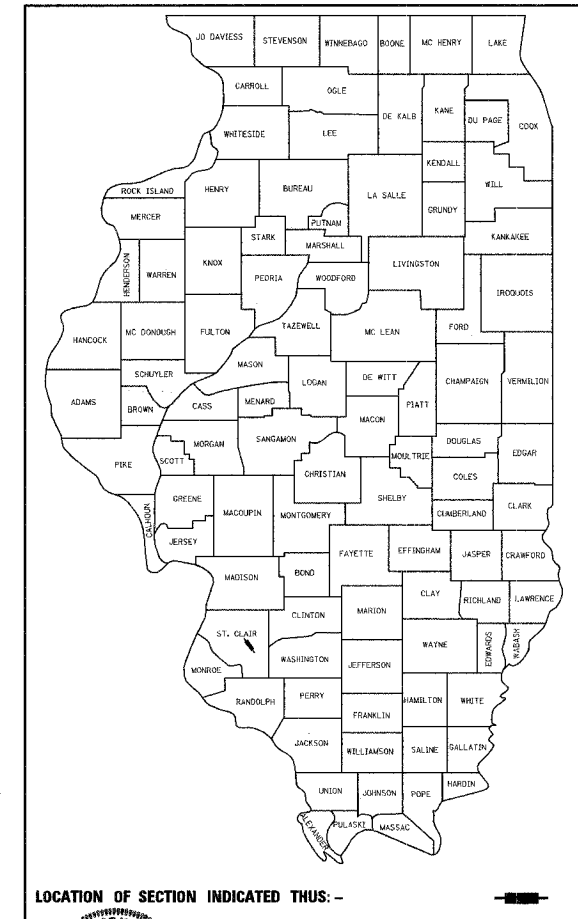 JO DAVIESS STEVENSON WINNEBAGO BOONE MC HENRY LAKE
CARROLL OGLE DE KALB KANE DU PAGE COOK
WHITESIDE LEE
KENDALL WILL
ROCK ISLAND HENRY BUREAU LA SALLE GRUNDY
MERCER PUTNAM
STARK MARSHALL KANKAKEE
HENDERSON WARREN KNOX PEORIA WOODFORD LIVINGSTON IROQUOIS
HANCOCK MC DONOUGH FULTON TAZEWELL MC LEAN FORD
SCHUYLER MASON LOGAN DE WITT CHAMPAIGN VERMILION
ADAMS BROWN CASS MENARD MACON PIATT
MORGAN SANGAMON DOUGLAS EDGAR
PIKE SCOTT CHRISTIAN MOULTRIE COLES
CALHOUN GREENE MACOUPIN MONTGOMERY SHELBY CUMBERLAND CLARK
JERSEY FAYETTE EFFINGHAM JASPER CRAWFORD
MADISON BOND
CLINTON MARION CLAY RICHLAND LAWRENCE
ST. CLAIR WAYNE EDWARDS WABASH
MONROE WASHINGTON JEFFERSON
RANDOLPH PERRY HAMILTON WHITE
FRANKLIN
JACKSON WILLIAMSON SALINE GALLATIN
UNION JOHNSON POPE HARDIN
ALEXANDER PULASKI MASSAC
LOCATION OF SECTION INDICATED THUS: -